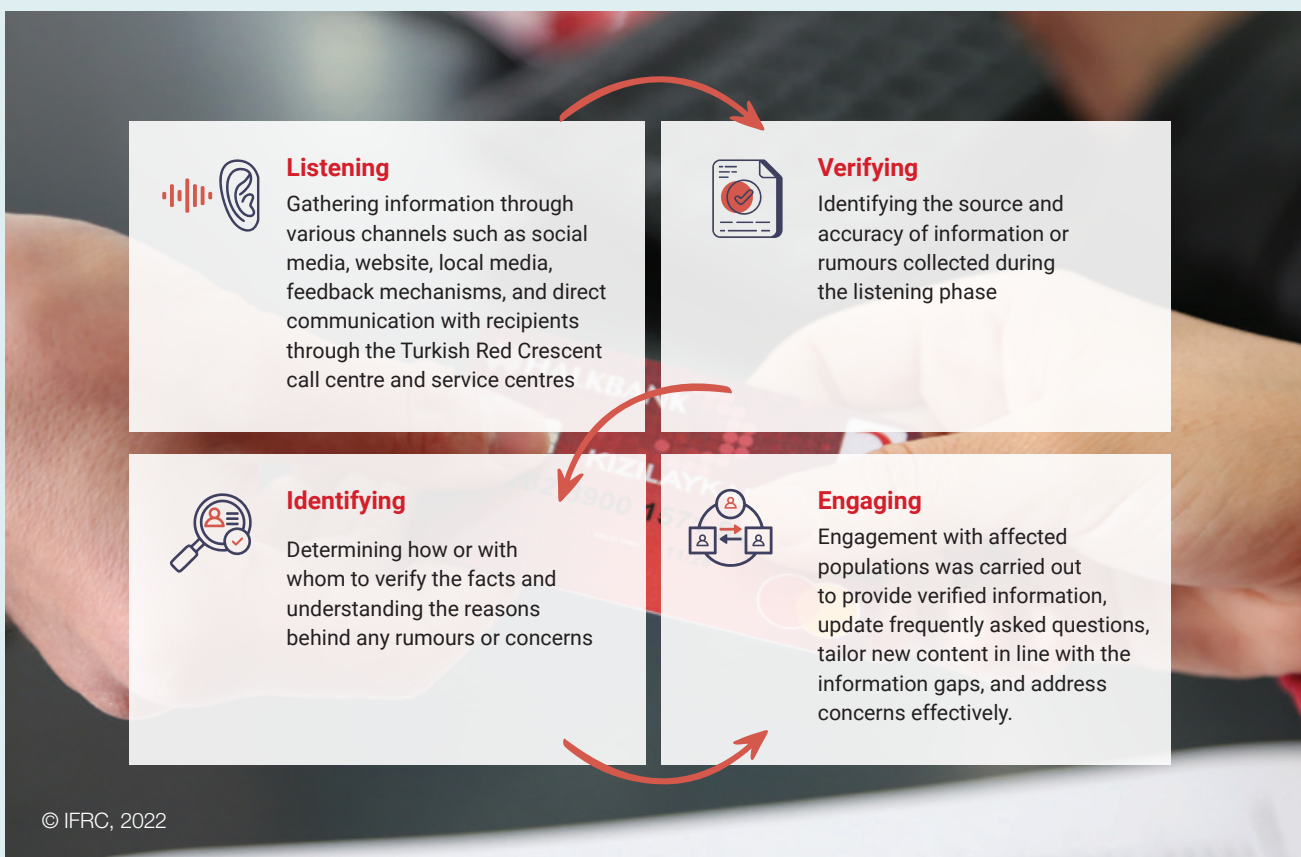 Listening
Gathering information through
various channels such as social
media, website, local media,
feedback mechanisms, and direct
communication with recipients
through the Turkish Red Crescent
call centre and service centres
Verifying
Identifying the source and
accuracy of information or
rumours collected during
the listening phase
HALKBANK
KIZILAYK
Identifying
Determining how or with
whom to verify the facts and
understanding the reasons
behind any rumours or concerns
Engaging
Engagement with affected
populations was carried out
to provide verified information,
update frequently asked questions,
tailor new content in line with the
information gaps, and address
concerns effectively.
© IFRC, 2022